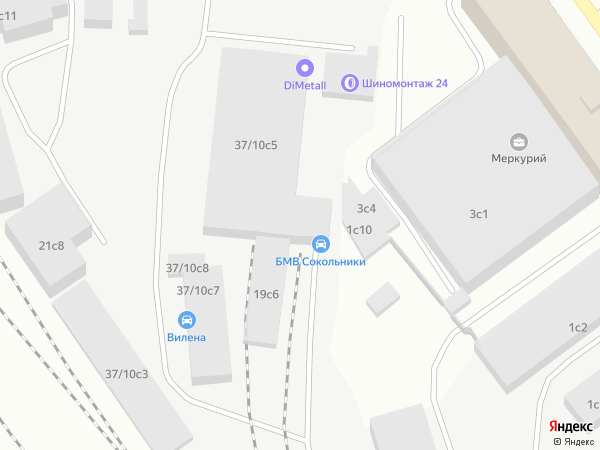 с11
DiMetall
Шиномонтаж 24
37/10с5
Меркурий
3с4
3с1
1с10
21с8
БМВ Сокольники
37/10с8
37/10с7
19с6
1с2
Вилена
37/10с3
1с
Яндекс
© Яндекс